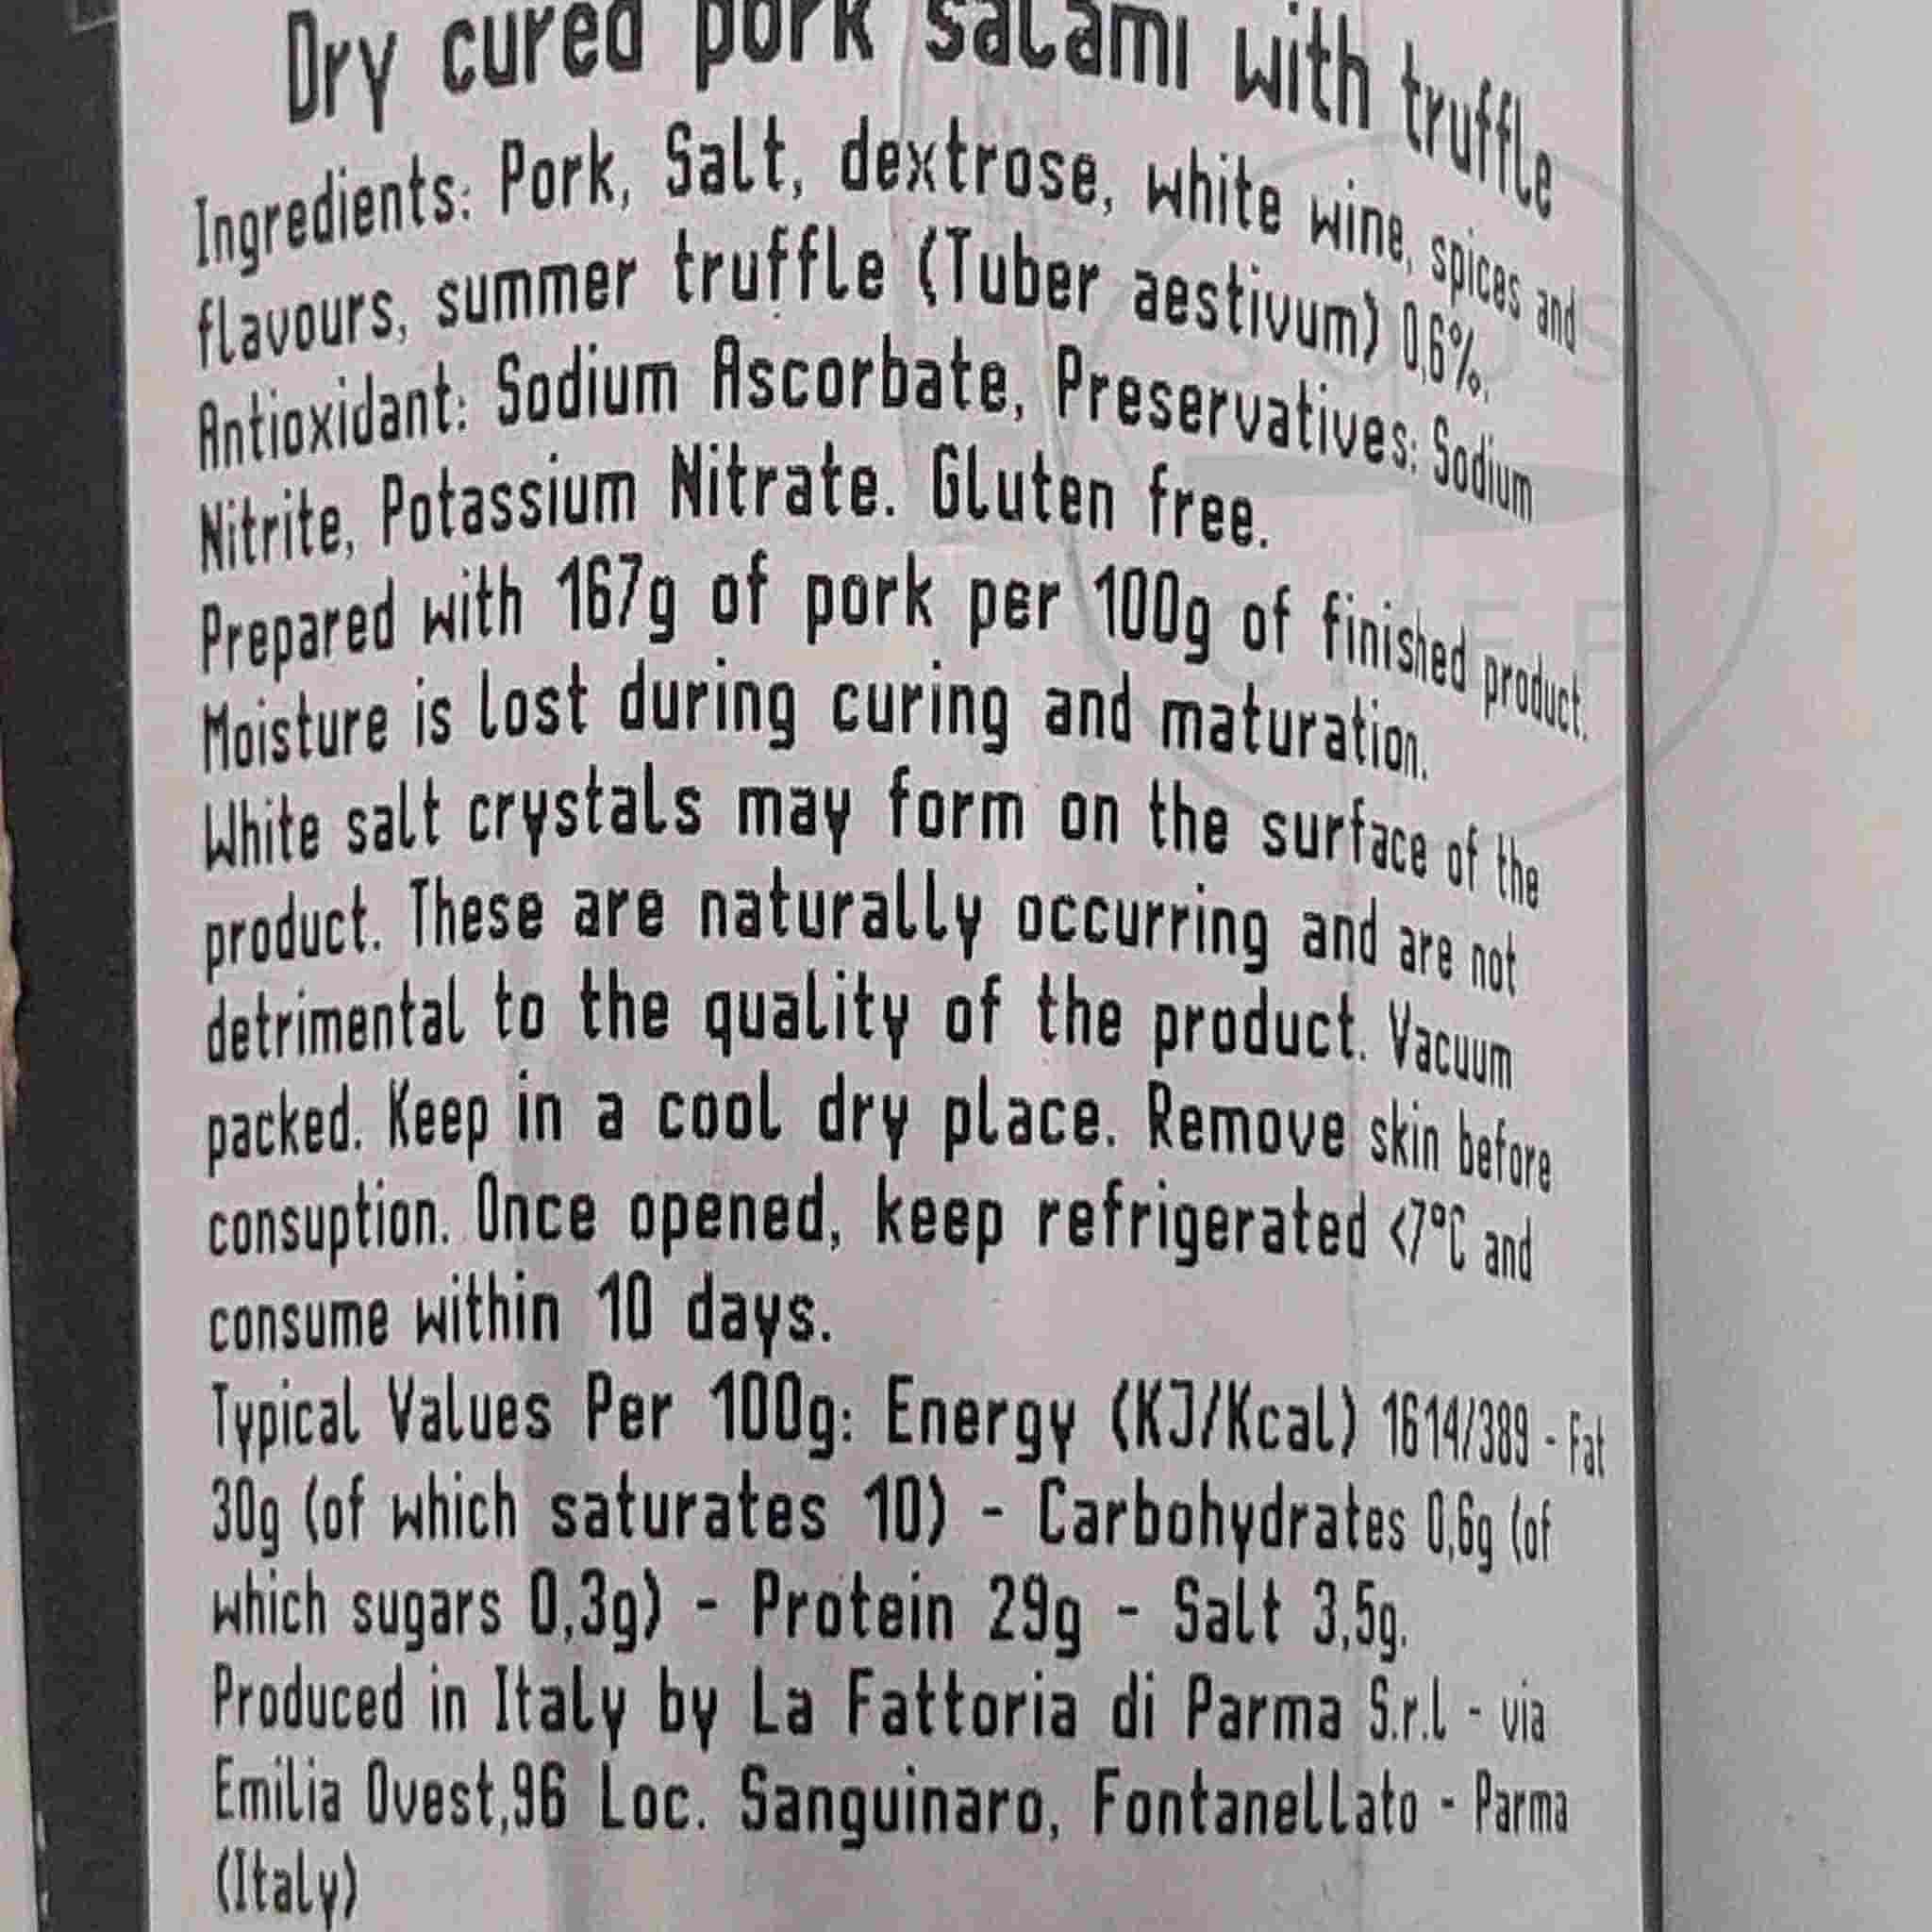 Dry cured pork salami with truffle
Ingredients: Pork, Salt, dextrose, white wine, spices and
flavours, summer truffle (Tuber aestivum) 0,6%.
Antioxidant: Sodium Ascorbate, Preservatives: Sodium
Nitrite, Potassium Nitrate. Gluten free.
Prepared with 167g of pork per 100g of finished product.
Moisture is lost during curing and maturation.
White salt crystals may form on the surface of the
product. These are naturally occurring and are not
detrimental to the quality of the product. Vacuum
packed. Keep in a cool dry place. Remove skin before
consuption. Once opened, keep refrigerated <7°C and
consume within 10 days.
Typical Values Per 100g: Energy (KJ/Kcal) 1614/389 - Fat
30g (of which saturates 10) - Carbohydrates 0,6g (of
which sugars 0,3g) - Protein 29g - Salt 3,5g.
Produced in Italy by La Fattoria di Parma S.r.l - via
Emilia Ovest,96 Loc. Sanguinaro, Fontanellato - Parma
(Italy)